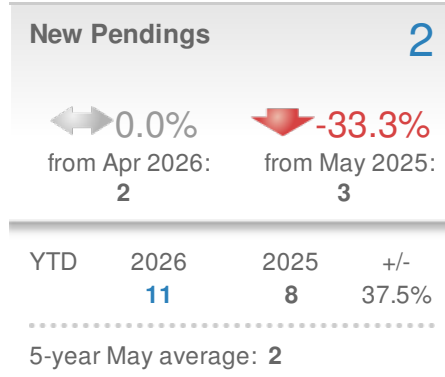 New Pendings 2
0.0% -33.3%
from Apr 2026: from May 2025:
2 3
YTD 2026 2025 +/-
11 8 37.5%
5-year May average: 2